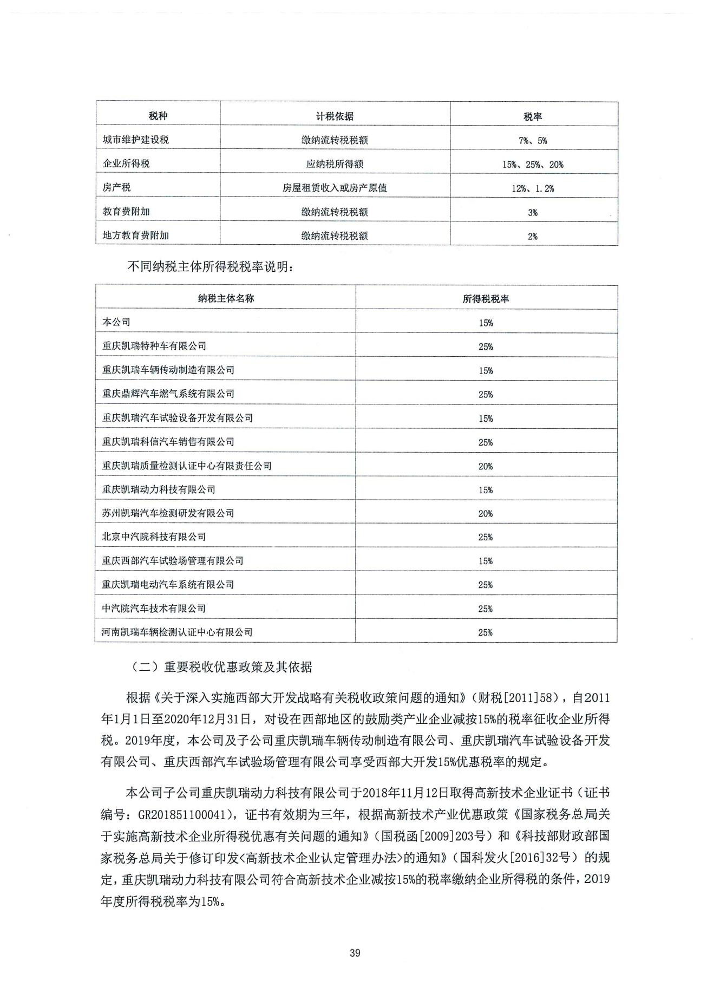 税种 计税依据 税率
城市维护建设税 缴纳流转税税额 7%、5%
企业所得税 应纳税所得额 15%、25%、20%
房产税 房屋租赁收入或房产原值 12%、1.2%
教育费附加 缴纳流转税税额 3%
地方教育费附加 缴纳流转税税额 2%
不同纳税主体所得税税率说明：
纳税主体名称 所得税税率
本公司 15%
重庆凯瑞特种车有限公司 25%
重庆凯瑞车辆传动制造有限公司 15%
重庆鼎辉汽车燃气系统有限公司 25%
重庆凯瑞汽车试验设备开发有限公司 15%
重庆凯瑞科信汽车销售有限公司 25%
重庆凯瑞质量检测认证中心有限责任公司 20%
重庆凯瑞动力科技有限公司 15%
苏州凯瑞汽车检测研发有限公司 20%
北京中汽院科技有限公司 25%
重庆西部汽车试验场管理有限公司 15%
重庆凯瑞电动汽车系统有限公司 25%
中汽院汽车技术有限公司 25%
河南凯瑞车辆检测认证中心有限公司 25%
（二）重要税收优惠政策及其依据
根据《关于深入实施西部大开发战略有关税收政策问题的通知》（财税[2011]58），自2011
年1月1日至2020年12月31日，对设在西部地区的鼓励类产业企业减按15%的税率征收企业所得
税。2019年度，本公司及子公司重庆凯瑞车辆传动制造有限公司、重庆凯瑞汽车试验设备开发
有限公司、重庆西部汽车试验场管理有限公司享受西部大开发15%优惠税率的规定。
本公司子公司重庆凯瑞动力科技有限公司于2018年11月12日取得高新技术企业证书（证书
编号：GR201851100041），证书有效期为三年，根据高新技术产业优惠政策《国家税务总局关
于实施高新技术企业所得税优惠有关问题的通知》（国税函[2009]203号）和《科技部财政部国
家税务总局关于修订印发<高新技术企业认定管理办法>的通知》（国科发火[2016]32号）的规
定，重庆凯瑞动力科技有限公司符合高新技术企业减按15%的税率缴纳企业所得税的条件，2019
年度所得税税率为15%。
39